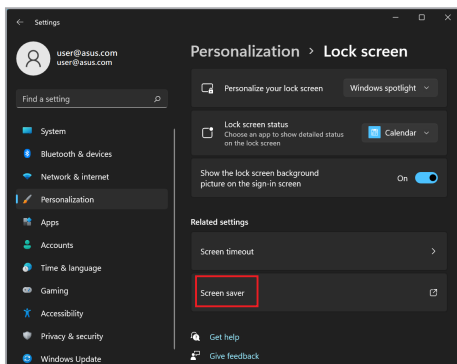 Settings
user@asus.com
user@asus.com
Find a setting
System
Bluetooth & devices
Network & internet
Personalization
Apps
Accounts
Time & language
Gaming
Accessibility
Privacy & security
Windows Update
Personalization > Lock screen
Personalize your lock screen
Windows spotlight
Lock screen status
Choose an app to show detailed status
on the lock screen
Calendar
Show the lock screen background
picture on the sign-in screen
On
Related settings
Screen timeout
Screen saver
Get help
Give feedback